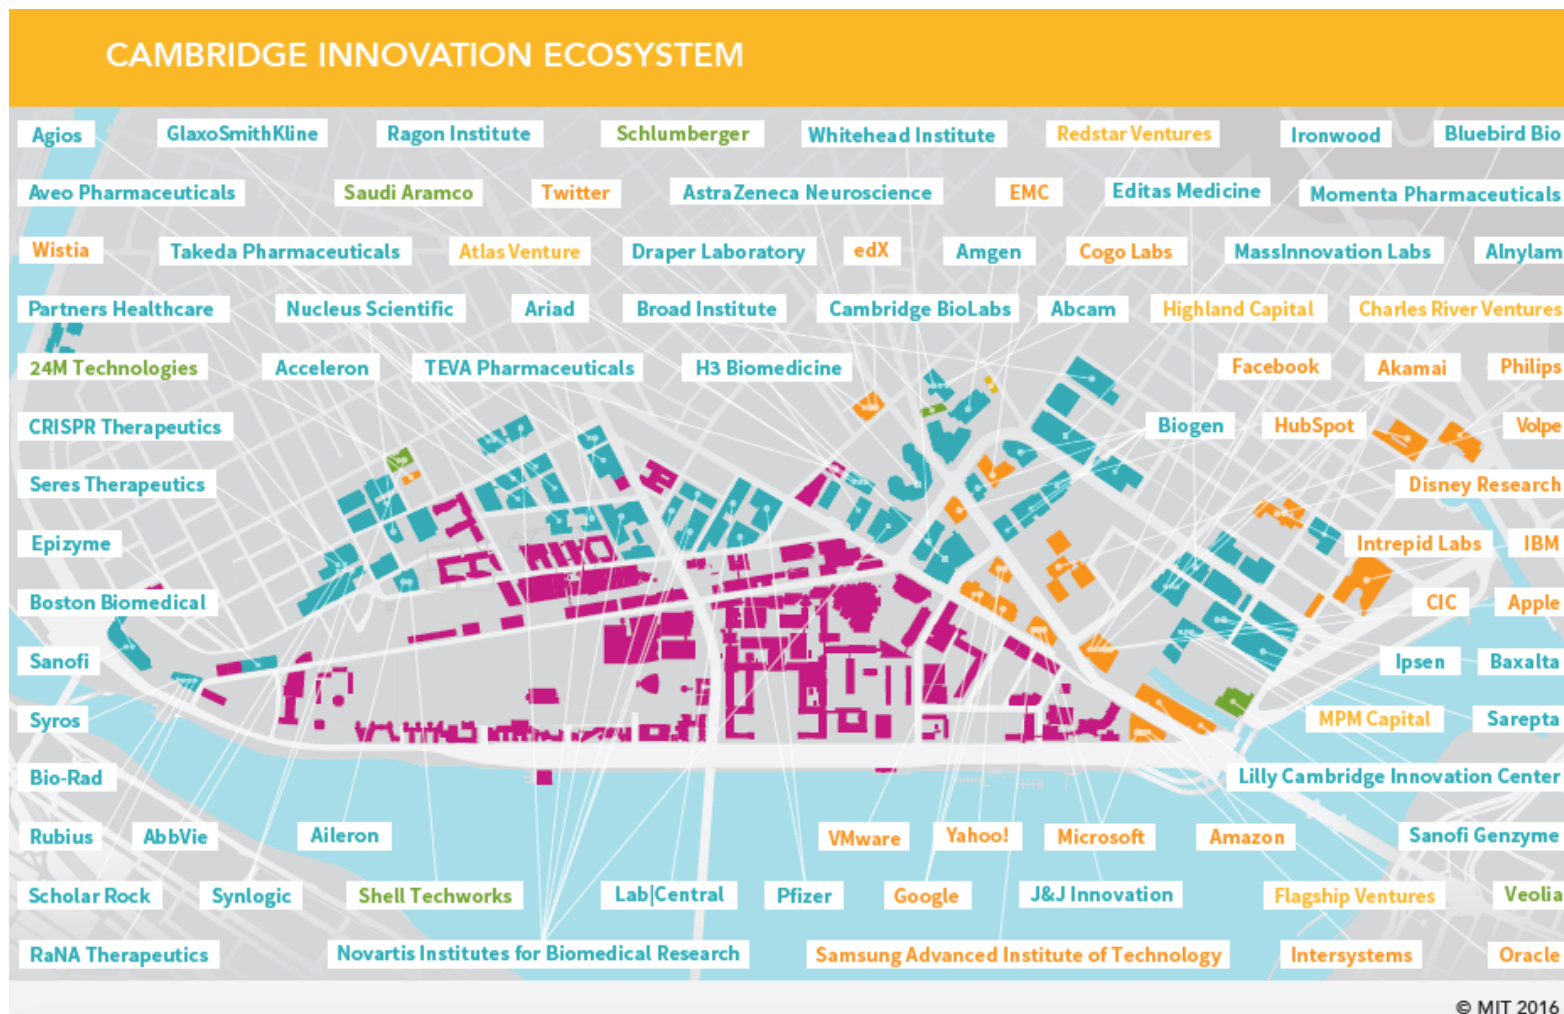 CAMBRIDGE INNOVATION ECOSYSTEM
Agios
GlaxoSmithKline
Ragon Institute
Schlumberger
Whitehead Institute
Redstar Ventures
Ironwood
Bluebird Bio
Aveo Pharmaceuticals
Saudi Aramco
Twitter
AstraZeneca Neuroscience
EMC
Editas Medicine
Momenta Pharmaceuticals
Wistia
Takeda Pharmaceuticals
Atlas Venture
Draper Laboratory
edX
Amgen
Cogo Labs
MassInnovation Labs
Alnylam
Partners Healthcare
Nucleus Scientific
Ariad
Broad Institute
Cambridge BioLabs
Abcam
Highland Capital
Charles River Ventures
24M Technologies
Acceleron
TEVA Pharmaceuticals
H3 Biomedicine
Facebook
Akamai
Philips
CRISPR Therapeutics
Biogen
HubSpot
Volpe
Seres Therapeutics
Disney Research
Epizyme
Intrepid Labs
IBM
Boston Biomedical
CIC
Apple
Sanofi
Ipsen
Baxalta
Syros
MPM Capital
Sarepta
Bio-Rad
Lilly Cambridge Innovation Center
Rubius
AbbVie
Aileron
VMware
Yahoo!
Microsoft
Amazon
Sanofi Genzyme
Scholar Rock
Synlogic
Shell Techworks
Lab|Central
Pfizer
Google
J&J Innovation
Flagship Ventures
Veolia
RaNA Therapeutics
Novartis Institutes for Biomedical Research
Samsung Advanced Institute of Technology
Intersystems
Oracle
© MIT 2016